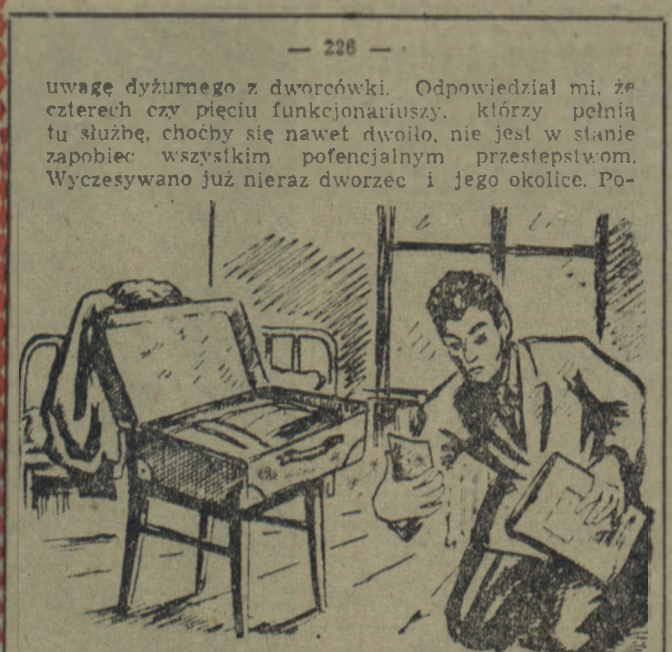 — 226 —
uwagę dyżurnego z dworcówki. Odpowiedział mi, że
czterech czy pięciu funkcjonariuszy, którzy pełnią
tu służbę, choćby się nawet dwoiło, nie jest w stanie
zapobiec wszystkim potencjalnym przestępstwom.
Wyczesywano już nieraz dworzec i jego okolice. Po-